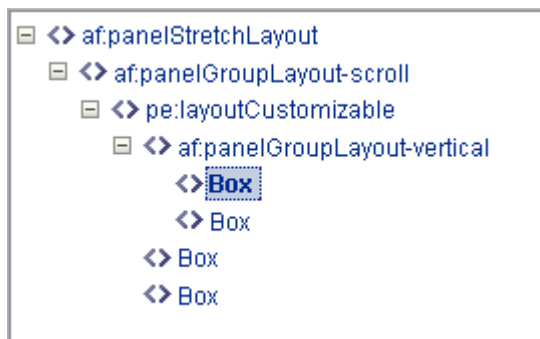 af:panelStretchLayout
af:panelGroupLayout-scroll
pe:layoutCustomizable
af:panelGroupLayout-vertical
Box
Box
Box
Box